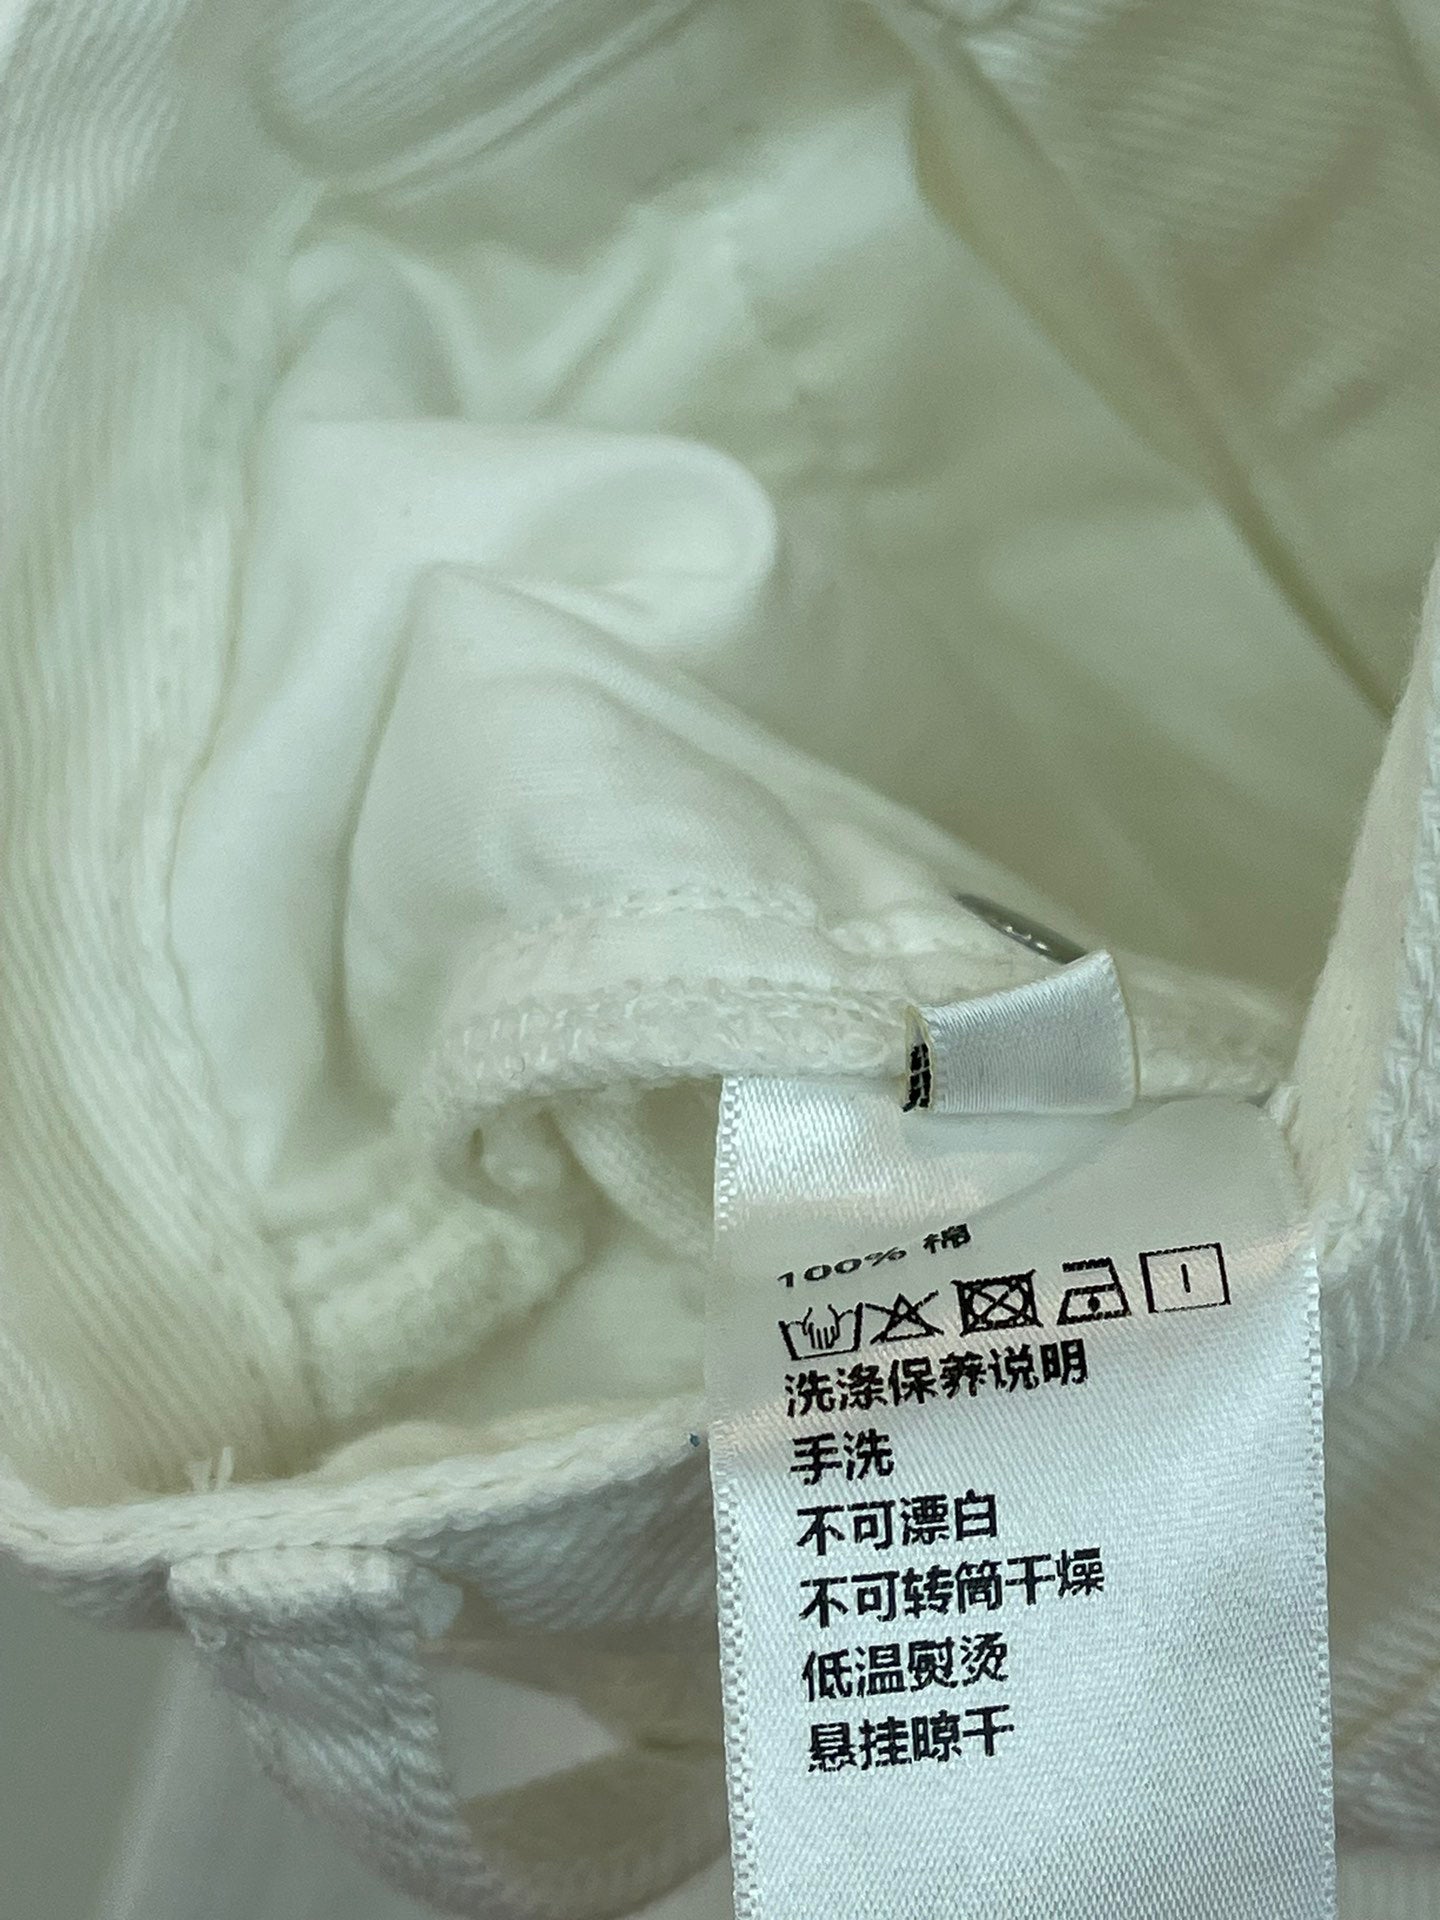 100% 棉
洗涤保养说明
手洗
不可漂白
不可转筒干燥
低温熨烫
悬挂晾干